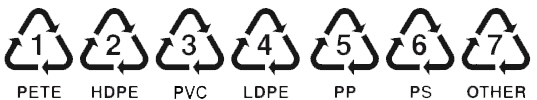 1 2 3 4 5 6 7
PETE HDPE PVC LDPE PP PS OTHER